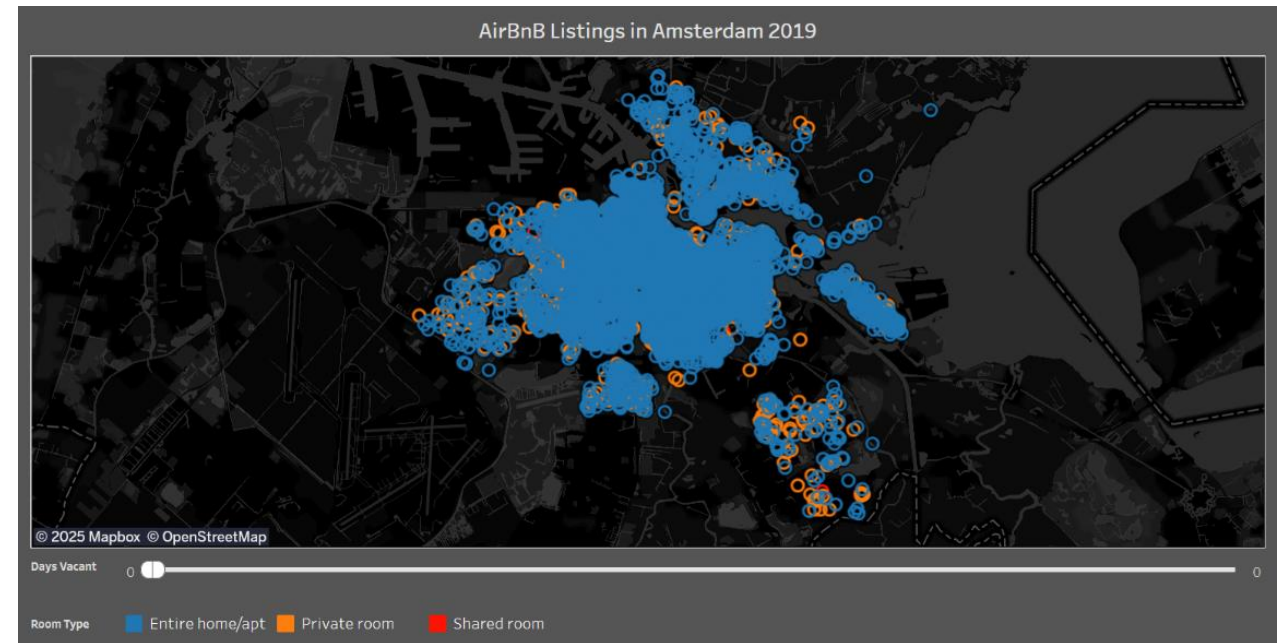 AirBnB Listings in Amsterdam 2019
© 2025 Mapbox © OpenStreetMap
Days Vacant 0 0
Room Type Entire home/apt Private room Shared room